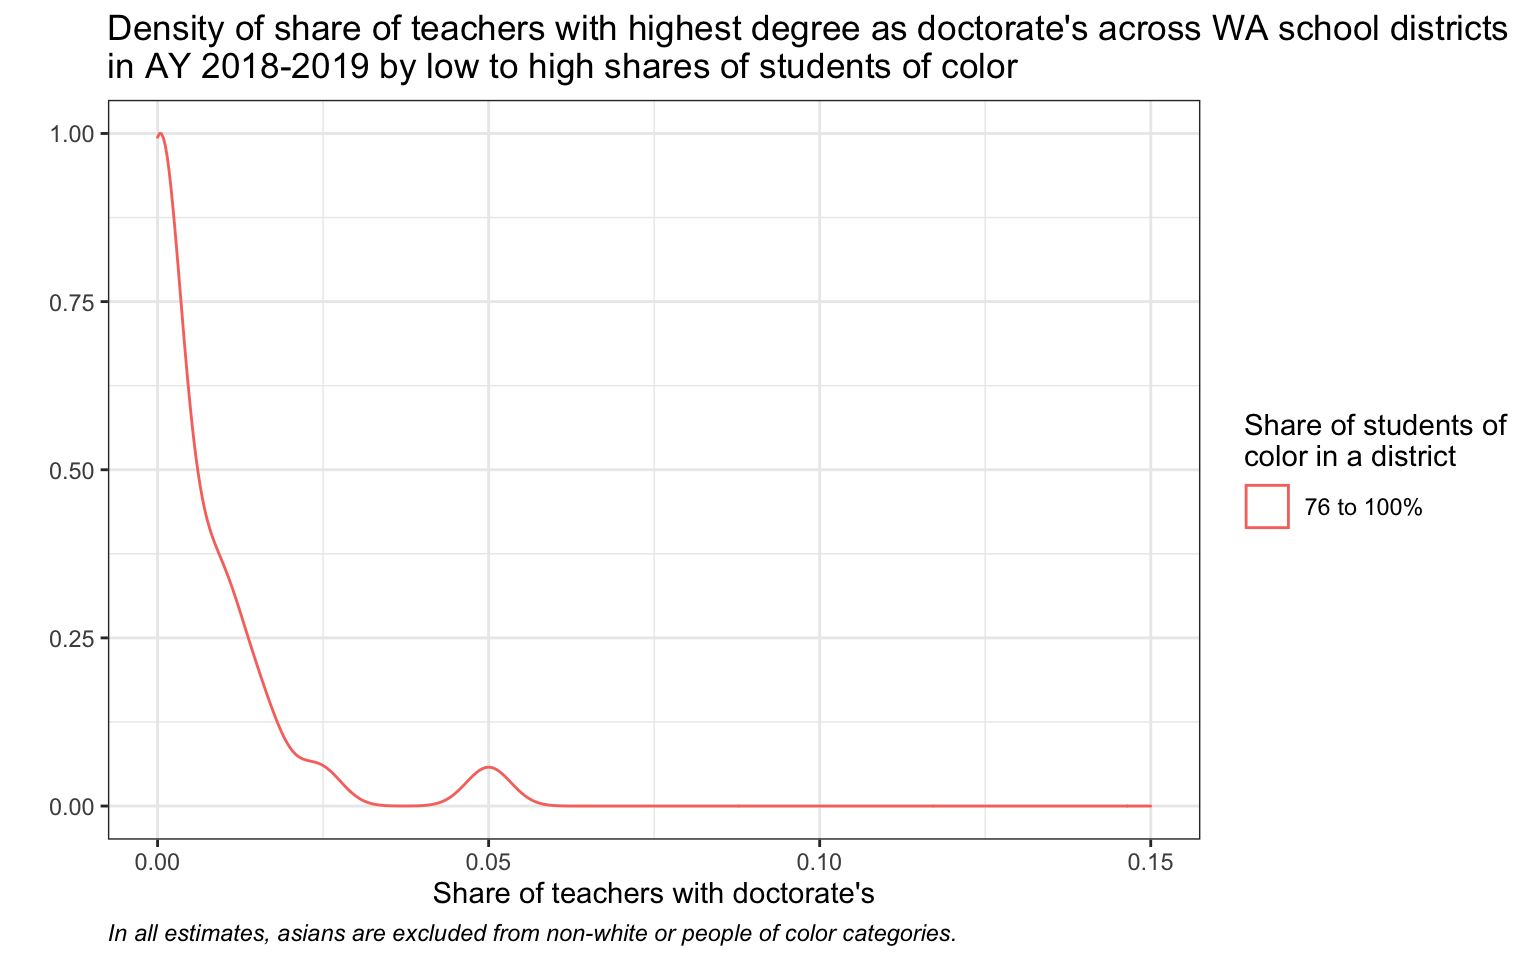 Density of share of teachers with highest degree as doctorate's across WA school districts
in AY 2018-2019 by low to high shares of students of color
1.00
0.75
0.50
0.25
0.00
0.00
0.05
0.10
0.15
Share of teachers with doctorate's
Share of students of
color in a district
76 to 100%
In all estimates, asians are excluded from non-white or people of color categories.